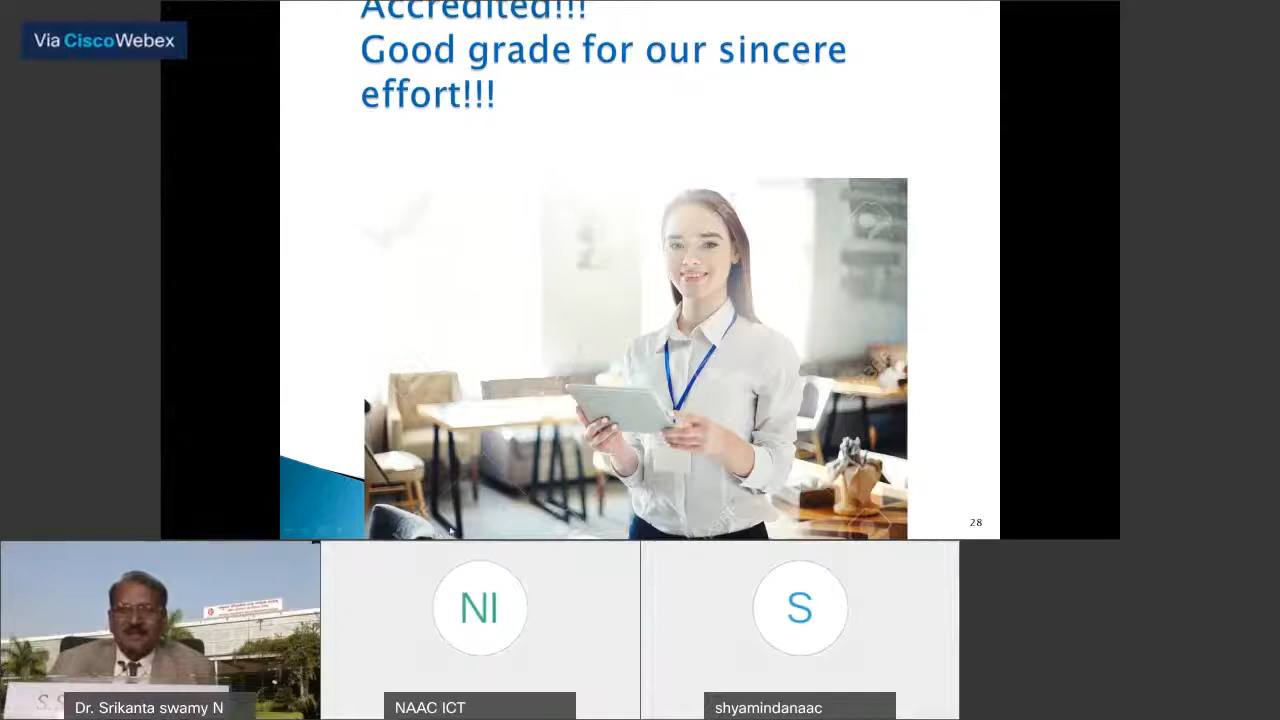 Via CiscoWebex
Accredited!!!
Good grade for our sincere
effort!!!
28
NI
S
Dr. Srikanta swamy N
NAAC ICT
shyamindanaac